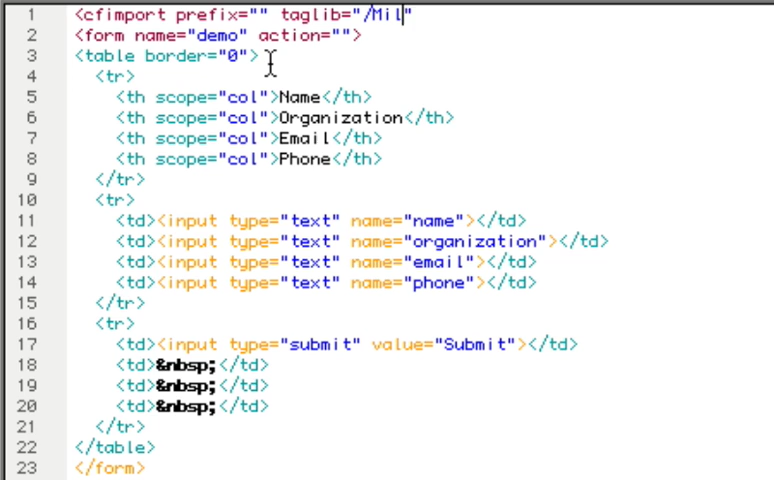 1 <cfimport prefix="" taglib="/Mil"
2 <form name="demo" action="">
3 <table border="0">
4 <tr>
5 <th scope="col">Name</th>
6 <th scope="col">Organization</th>
7 <th scope="col">Email</th>
8 <th scope="col">Phone</th>
9 </tr>
10 <tr>
11 <td><input type="text" name="name"></td>
12 <td><input type="text" name="organization"></td>
13 <td><input type="text" name="email"></td>
14 <td><input type="text" name="phone"></td>
15 </tr>
16 <tr>
17 <td><input type="submit" value="Submit"></td>
18 <td>&nbsp;</td>
19 <td>&nbsp;</td>
20 <td>&nbsp;</td>
21 </tr>
22 </table>
23 </form>